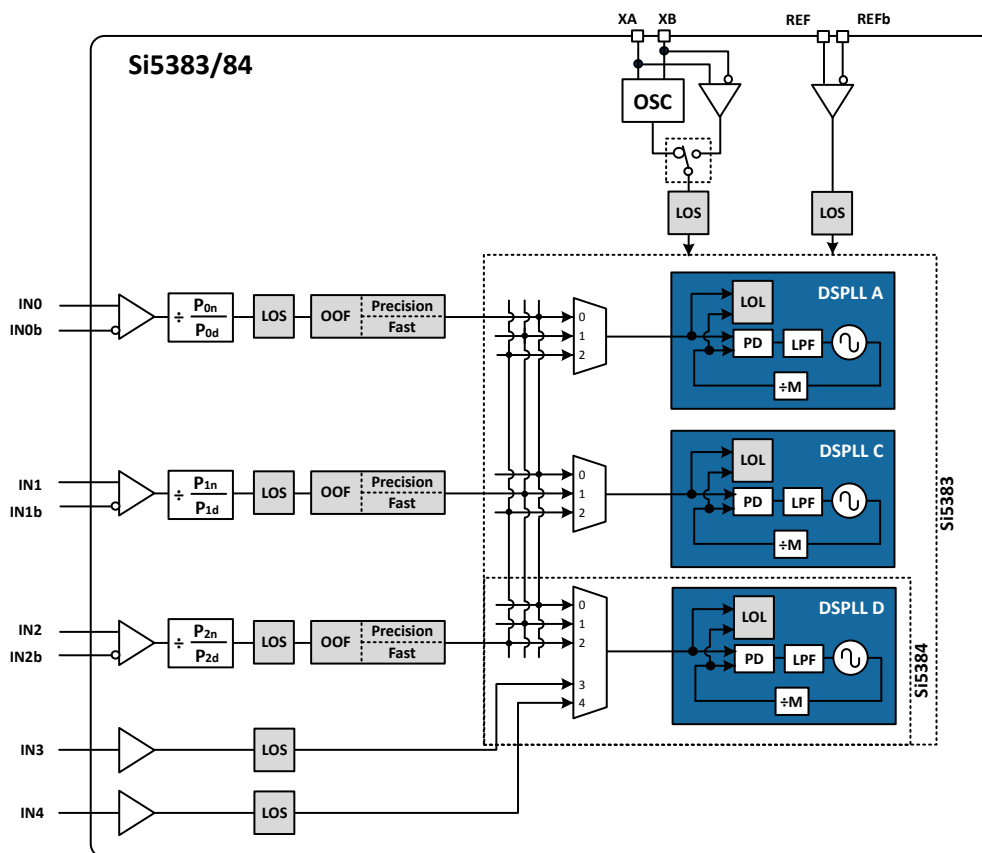 XA XB REF REFb
Si5383/84
OSC
LOS LOS
DSPLL A
LOL
IN0
IN0b
÷ P0n
P0d
LOS OOF Precision
Fast
0
1
2
PD LPF
÷M
DSPLL C
LOL
IN1
IN1b
÷ P1n
P1d
LOS OOF Precision
Fast
0
1
2
PD LPF
÷M
Si5383
DSPLL D
LOL
IN2
IN2b
÷ P2n
P2d
LOS OOF Precision
Fast
0
1
2
3
4
PD LPF
÷M
Si5384
IN3 LOS
IN4 LOS